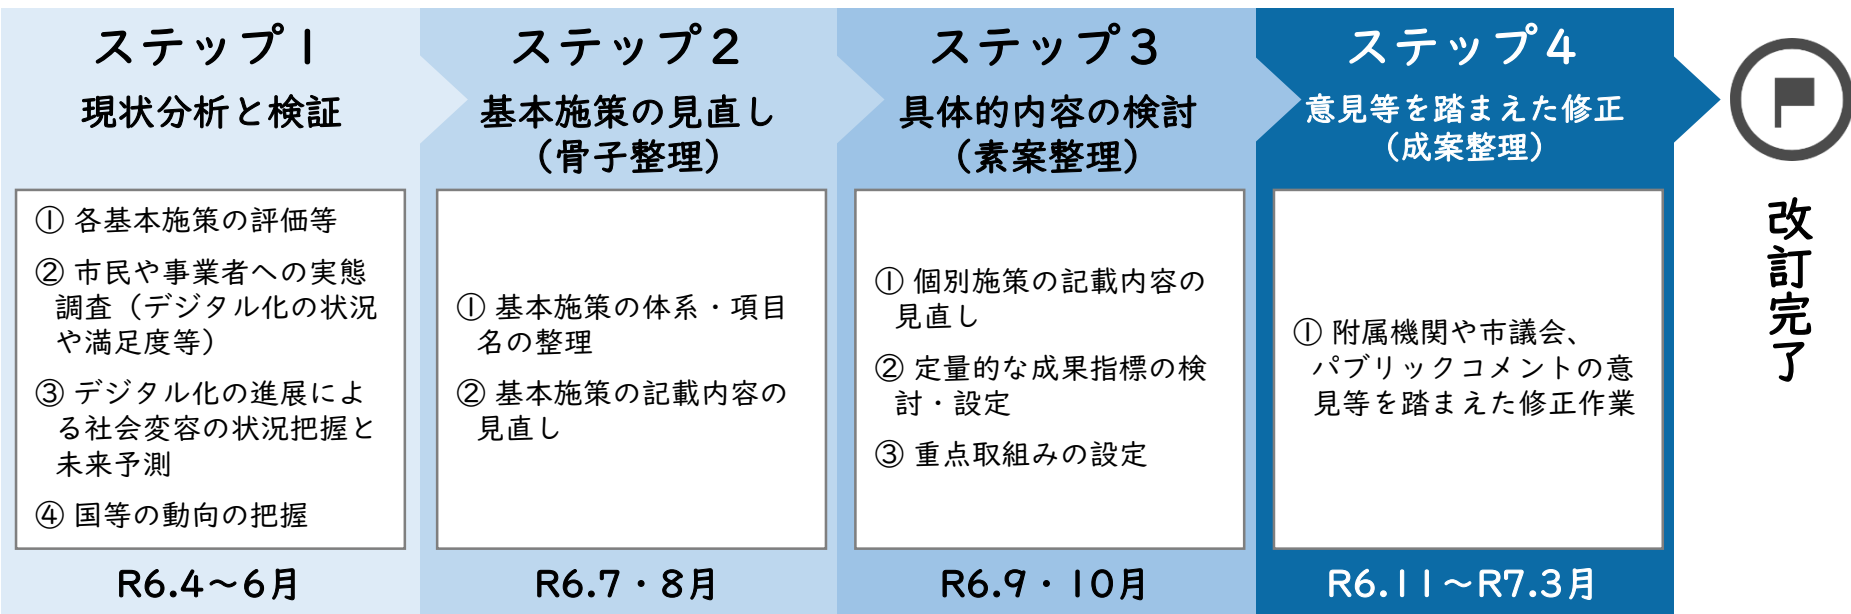 ステップ1
現状分析と検証
① 各基本施策の評価等
② 市民や事業者への実態
調査（デジタル化の状況
や満足度等）
③ デジタル化の進展によ
る社会変容の状況把握と
未来予測
④ 国等の動向の把握
R6.4～6月
ステップ2
基本施策の見直し
（骨子整理）
① 基本施策の体系・項目
名の整理
② 基本施策の記載内容の
見直し
R6.7・8月
ステップ3
具体的内容の検討
（素案整理）
① 個別施策の記載内容の
見直し
② 定量的な成果指標の検
討・設定
③ 重点取組みの設定
R6.9・10月
ステップ4
意見等を踏まえた修正
（成案整理）
① 附属機関や市議会、
パブリックコメントの意
見等を踏まえた修正作業
R6.11～R7.3月
改訂完了